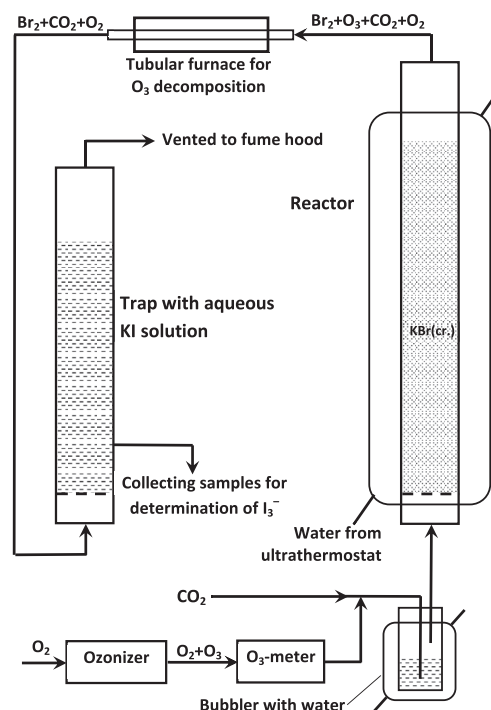 Br₂+CO₂+O₂
Br₂+O₃+CO₂+O₂
Tubular furnace for
O₃ decomposition
Vented to fume hood
Reactor
Trap with aqueous
KI solution
KBr(cr.)
Collecting samples for
determination of I₃⁻
Water from
ultrathermostat
CO₂
O₂
Ozonizer
O₂+O₃
O₃-meter
Bubbler with water